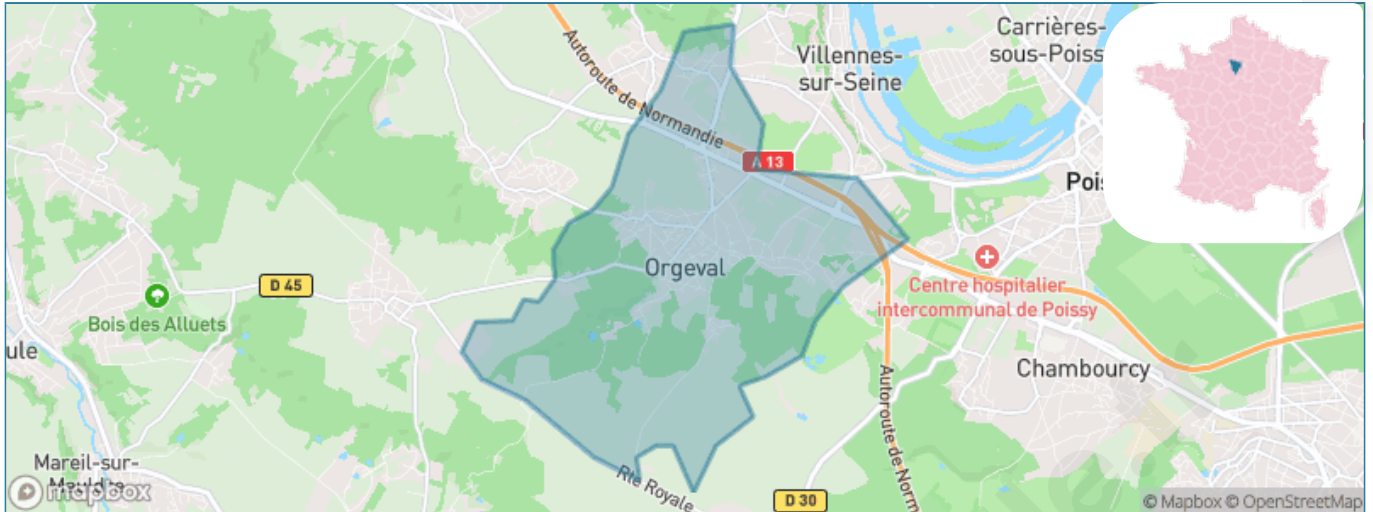 Carrières-
sous-Poiss
Villennes-
sur-Seine
Autoroute de Normandie
A 13
Pois
Orgeval
Centre hospitalier
intercommunal de Poissy
D 45
Bois des Alluets
ule
Chambourcy
Autoroute de Norm
Mareil-sur-
Mauldre
mapbox
Rte Royale
D 30
© Mapbox © OpenStreetMap